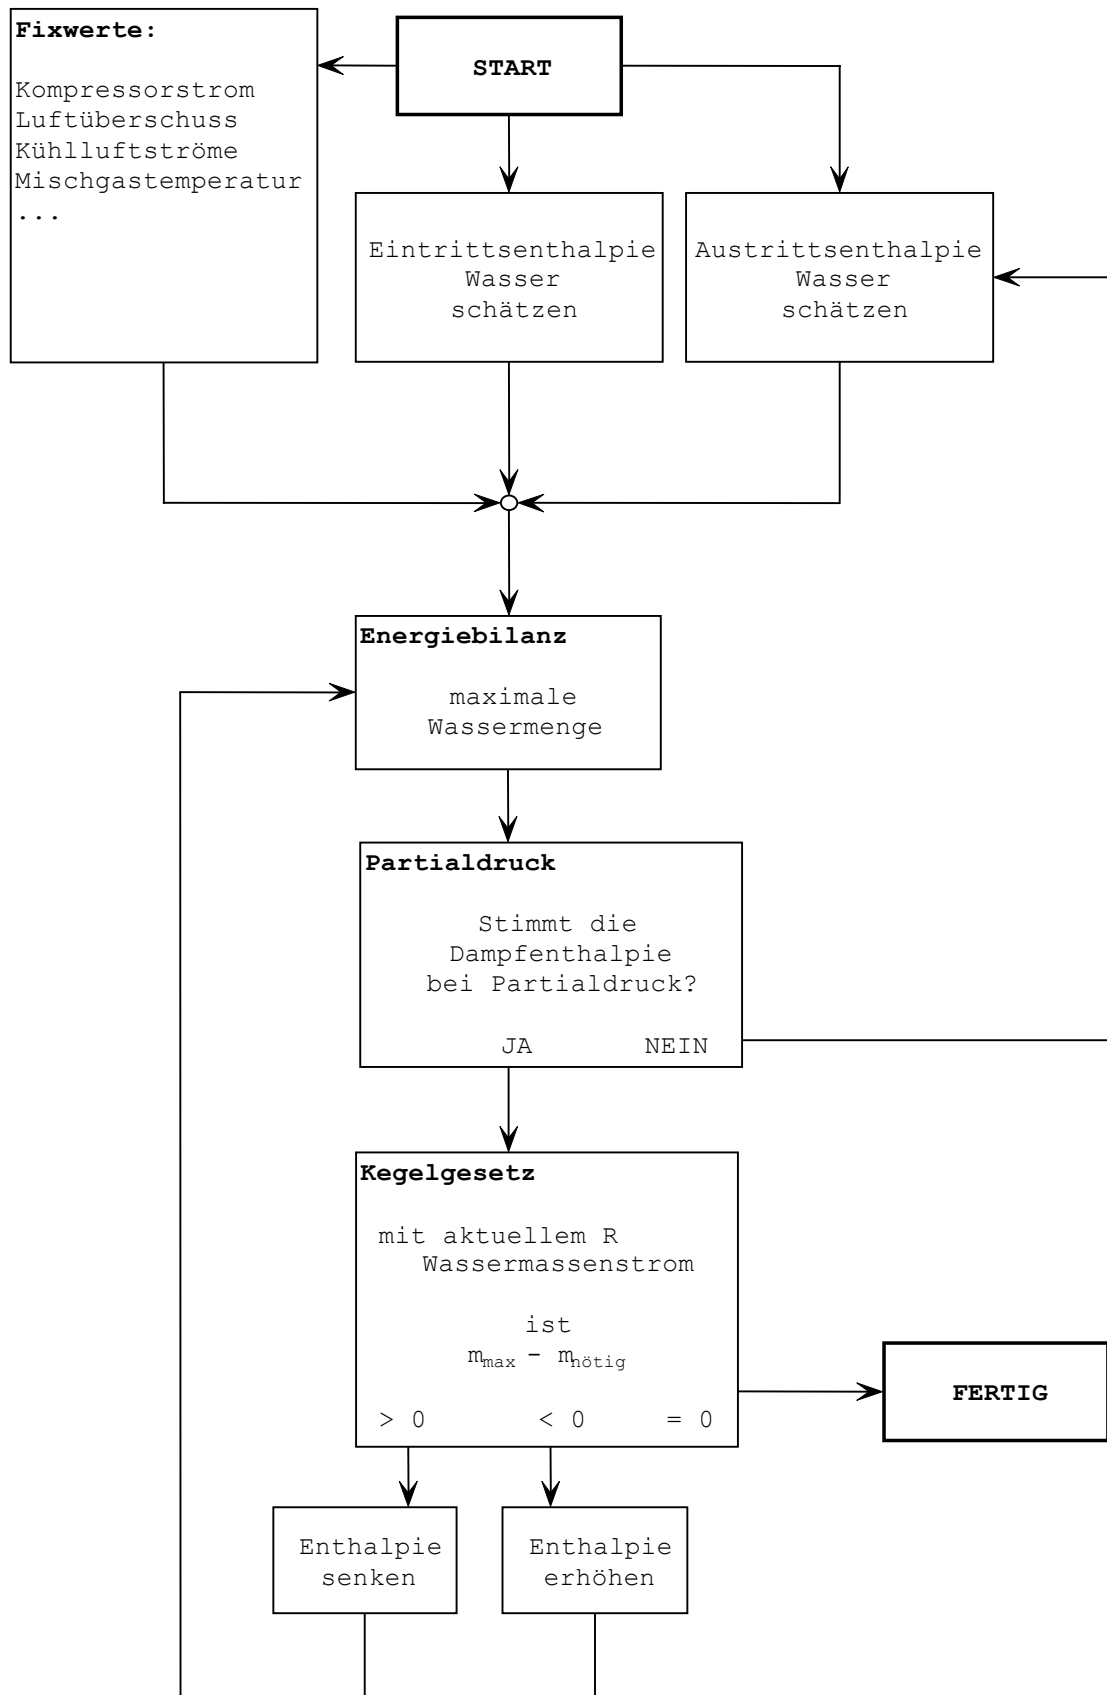 Fixwerte:
Kompressorstrom
Luftüberschuss
Kühlluftströme
Mischgastemperatur
...
START
Eintrittsenthalpie
Wasser
schätzen
Austrittsenthalpie
Wasser
schätzen
Energiebilanz
maximale
Wassermenge
Partialdruck
Stimmt die
Dampfenthalpie
bei Partialdruck?
JA NEIN
Kegelgesetz
mit aktuellem R
Wassermassenstrom
ist
mmax - mnötig
> 0 < 0 = 0
FERTIG
Enthalpie
senken
Enthalpie
erhöhen